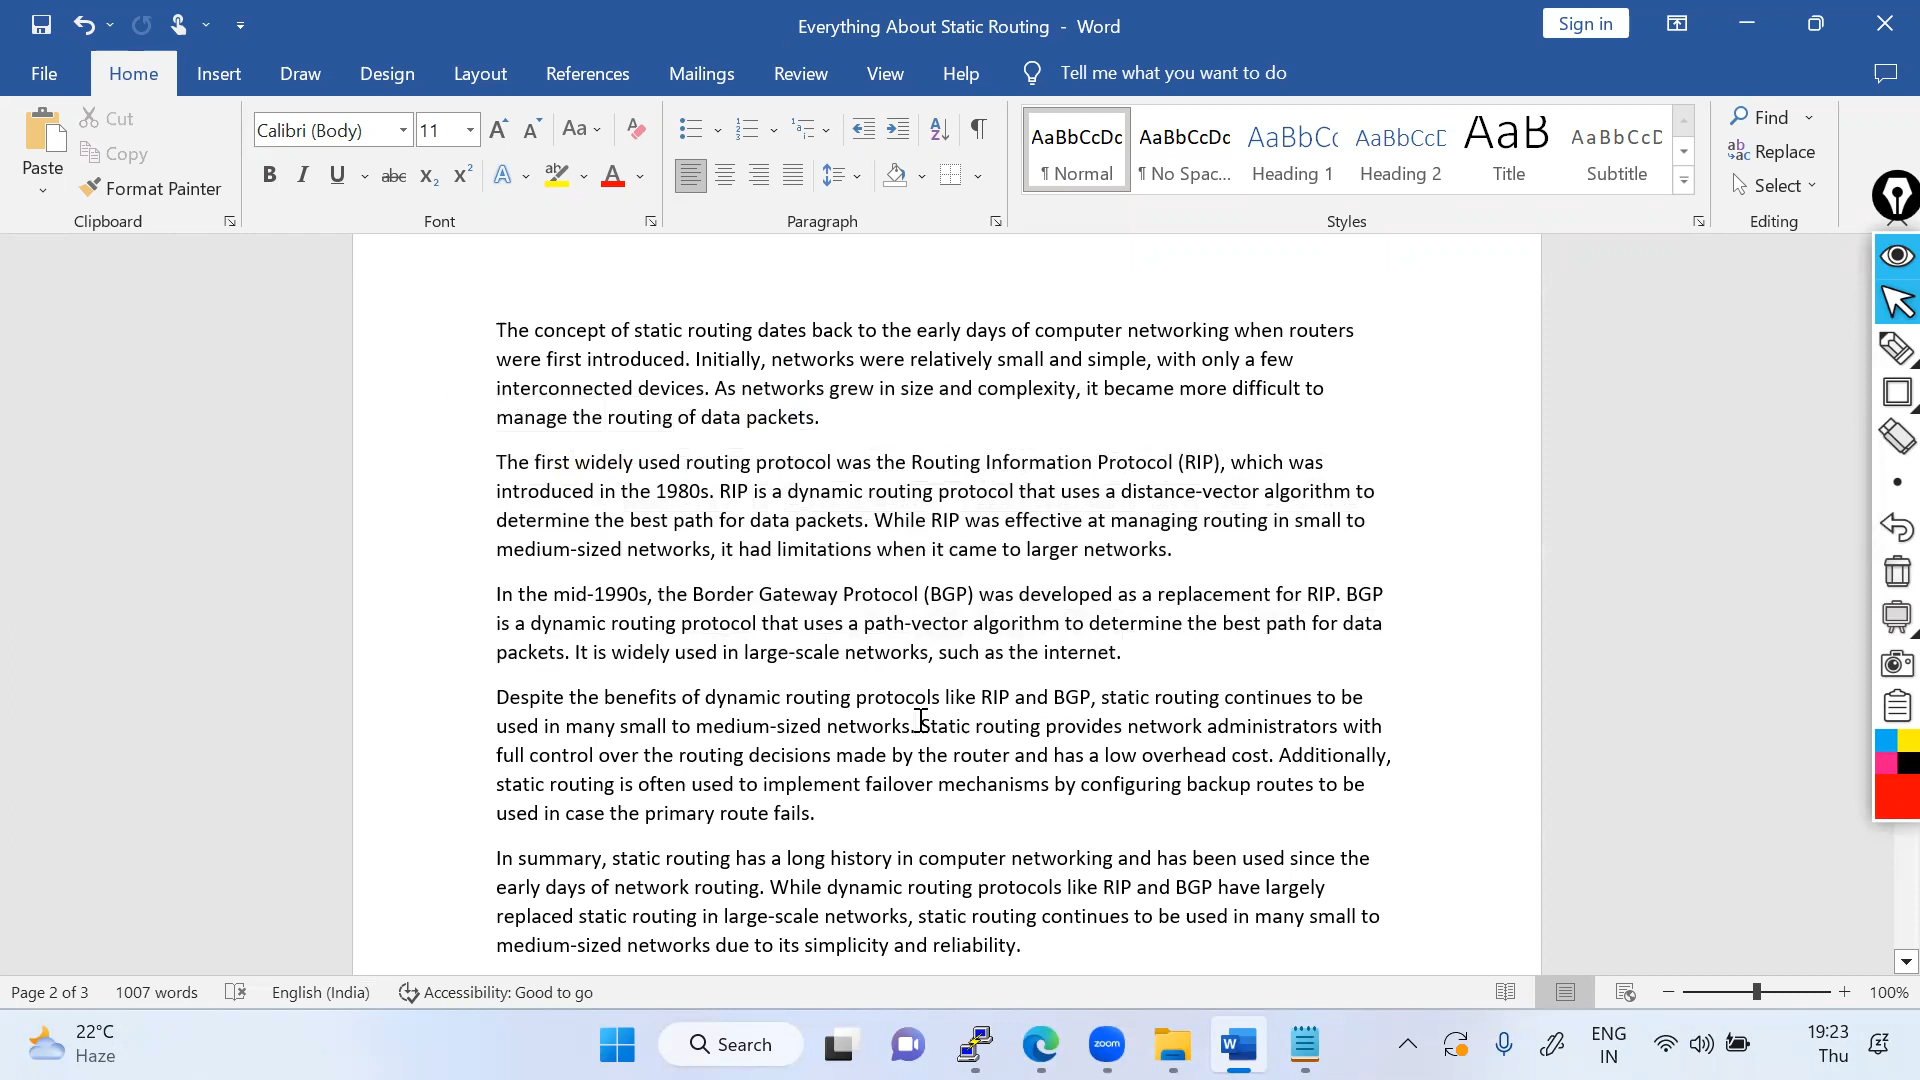 Everything About Static Routing - Word
Sign in
File Home Insert Draw Design Layout References Mailings Review View Help Tell me what you want to do
Paste
Cut
Copy
Format Painter
Clipboard
Calibri (Body) 11
Font
Paragraph
AaBbCcDc AaBbCcDc AaBbC( AaBbCcE AaB AaBbCcD
¶ Normal ¶ No Spac... Heading 1 Heading 2 Title Subtitle
Styles
Find
Replace
Select
Editing
The concept of static routing dates back to the early days of computer networking when routers
were first introduced. Initially, networks were relatively small and simple, with only a few
interconnected devices. As networks grew in size and complexity, it became more difficult to
manage the routing of data packets.
The first widely used routing protocol was the Routing Information Protocol (RIP), which was
introduced in the 1980s. RIP is a dynamic routing protocol that uses a distance-vector algorithm to
determine the best path for data packets. While RIP was effective at managing routing in small to
medium-sized networks, it had limitations when it came to larger networks.
In the mid-1990s, the Border Gateway Protocol (BGP) was developed as a replacement for RIP. BGP
is a dynamic routing protocol that uses a path-vector algorithm to determine the best path for data
packets. It is widely used in large-scale networks, such as the internet.
Despite the benefits of dynamic routing protocols like RIP and BGP, static routing continues to be
used in many small to medium-sized networks. Static routing provides network administrators with
full control over the routing decisions made by the router and has a low overhead cost. Additionally,
static routing is often used to implement failover mechanisms by configuring backup routes to be
used in case the primary route fails.
In summary, static routing has a long history in computer networking and has been used since the
early days of network routing. While dynamic routing protocols like RIP and BGP have largely
replaced static routing in large-scale networks, static routing continues to be used in many small to
medium-sized networks due to its simplicity and reliability.
Page 2 of 3 1007 words English (India) Accessibility: Good to go 100%
22°C
Haze
Search
zoom
ENG
IN
19:23
Thu